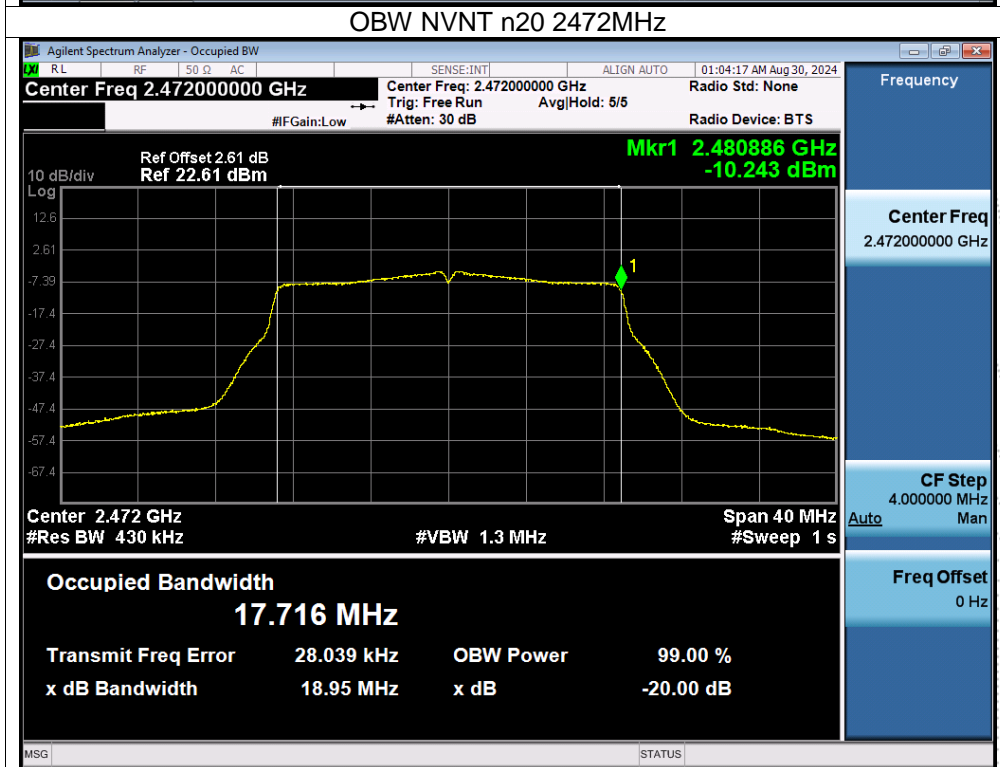 OBW NVNT n20 2472MHz
Agilent Spectrum Analyzer - Occupied BW
LXI RL RF 50 Ω AC SENSE:INT ALIGN AUTO 01:04:17 AM Aug 30, 2024
Center Freq 2.472000000 GHz
Center Freq: 2.472000000 GHz Radio Std: None
Trig: Free Run Avg|Hold: 5/5
#IFGain:Low #Atten: 30 dB Radio Device: BTS
Frequency
Mkr1 2.480886 GHz
-10.243 dBm
Ref Offset 2.61 dB
10 dB/div Ref 22.61 dBm
Log
12.6
2.61
-7.39
-17.4
-27.4
-37.4
-47.4
-57.4
-67.4
1
Center 2.472 GHz Span 40 MHz
#Res BW 430 kHz #VBW 1.3 MHz #Sweep 1 s
Center Freq
2.472000000 GHz
CF Step
4.000000 MHz
Auto Man
Freq Offset
0 Hz
Occupied Bandwidth
17.716 MHz
Transmit Freq Error 28.039 kHz OBW Power 99.00 %
x dB Bandwidth 18.95 MHz x dB -20.00 dB
MSG STATUS